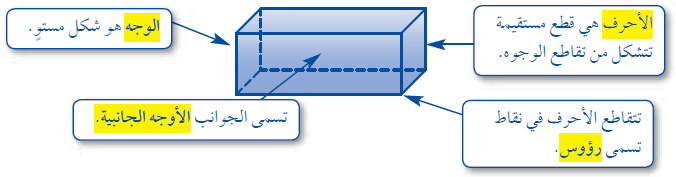 الأحرف هي قطع مستقيمة
تتشكل من تقاطع الوجوه.
الوجه هو شكل مستوٍ.
تتقاطع الأحرف في نقاط
تسمى رؤوس.
تسمى الجوانب الأوجه الجانبية.